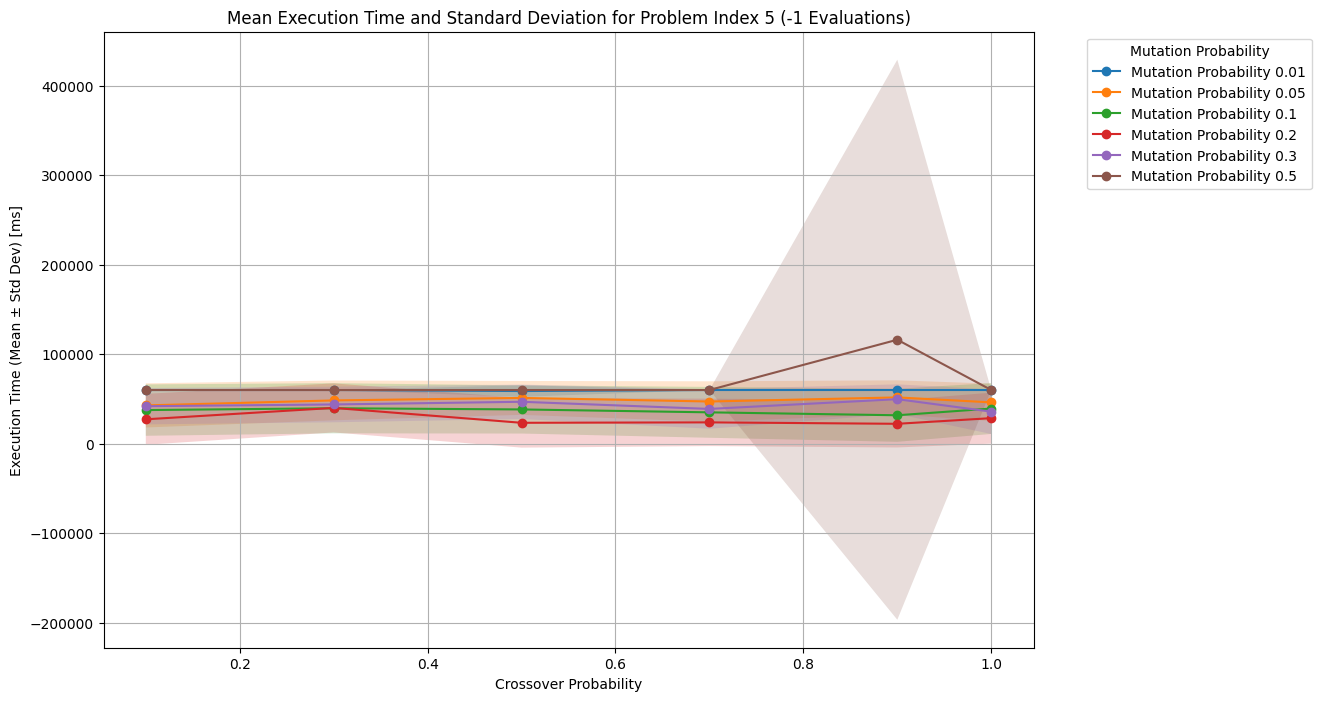 Mean Execution Time and Standard Deviation for Problem Index 5 (-1 Evaluations)
Execution Time (Mean ± Std Dev) [ms]
400000
300000
200000
100000
0
−100000
−200000
0.2
0.4
0.6
0.8
1.0
Crossover Probability
Mutation Probability
Mutation Probability 0.01
Mutation Probability 0.05
Mutation Probability 0.1
Mutation Probability 0.2
Mutation Probability 0.3
Mutation Probability 0.5